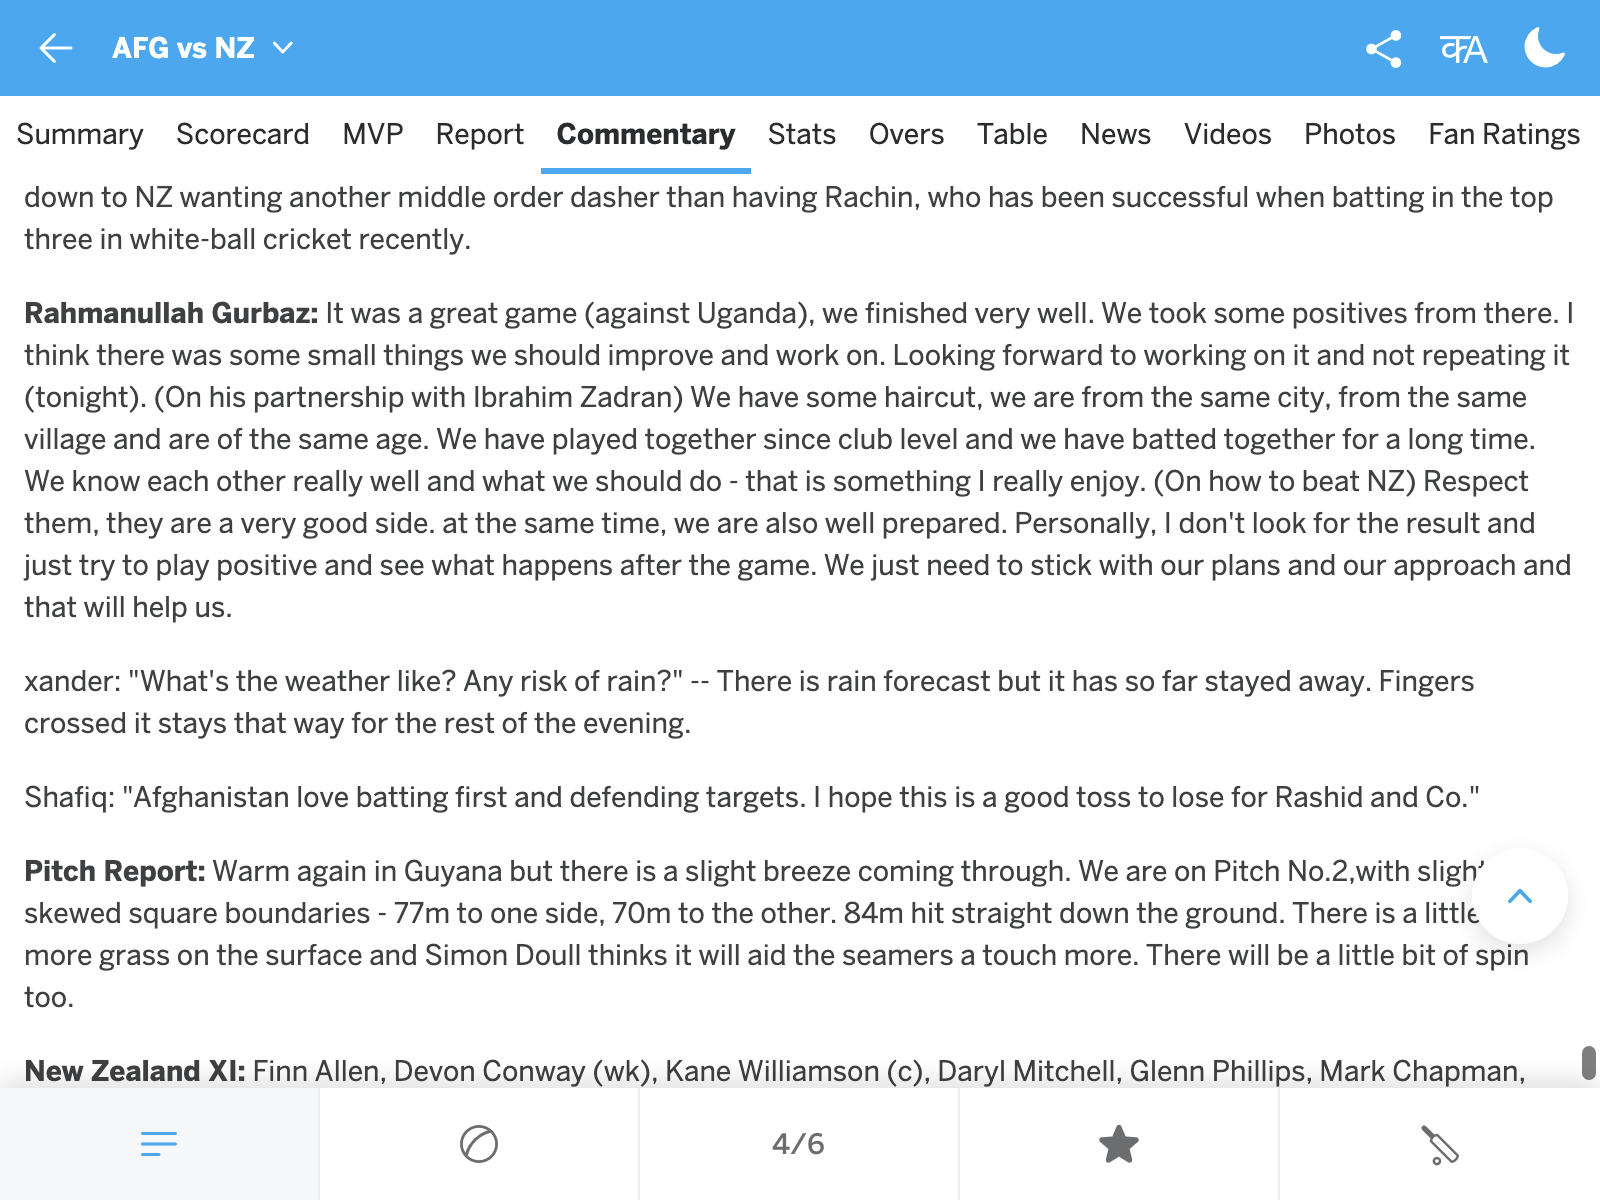 AFG vs NZ
Summary Scorecard MVP Report Commentary Stats Overs Table News Videos Photos Fan Ratings
down to NZ wanting another middle order dasher than having Rachin, who has been successful when batting in the top
three in white-ball cricket recently.
Rahmanullah Gurbaz: It was a great game (against Uganda), we finished very well. We took some positives from there. I
think there was some small things we should improve and work on. Looking forward to working on it and not repeating it
(tonight). (On his partnership with Ibrahim Zadran) We have some haircut, we are from the same city, from the same
village and are of the same age. We have played together since club level and we have batted together for a long time.
We know each other really well and what we should do - that is something I really enjoy. (On how to beat NZ) Respect
them, they are a very good side. at the same time, we are also well prepared. Personally, I don't look for the result and
just try to play positive and see what happens after the game. We just need to stick with our plans and our approach and
that will help us.
xander: "What's the weather like? Any risk of rain?" -- There is rain forecast but it has so far stayed away. Fingers
crossed it stays that way for the rest of the evening.
Shafiq: "Afghanistan love batting first and defending targets. I hope this is a good toss to lose for Rashid and Co."
Pitch Report: Warm again in Guyana but there is a slight breeze coming through. We are on Pitch No.2,with
skewed square boundaries - 77m to one side, 70m to the other. 84m hit straight down the ground. There is a little
more grass on the surface and Simon Doull thinks it will aid the seamers a touch more. There will be a little bit of spin
too.
New Zealand XI: Finn Allen, Devon Conway (wk), Kane Williamson (c), Daryl Mitchell, Glenn Phillips, Mark Chapman,
4/6